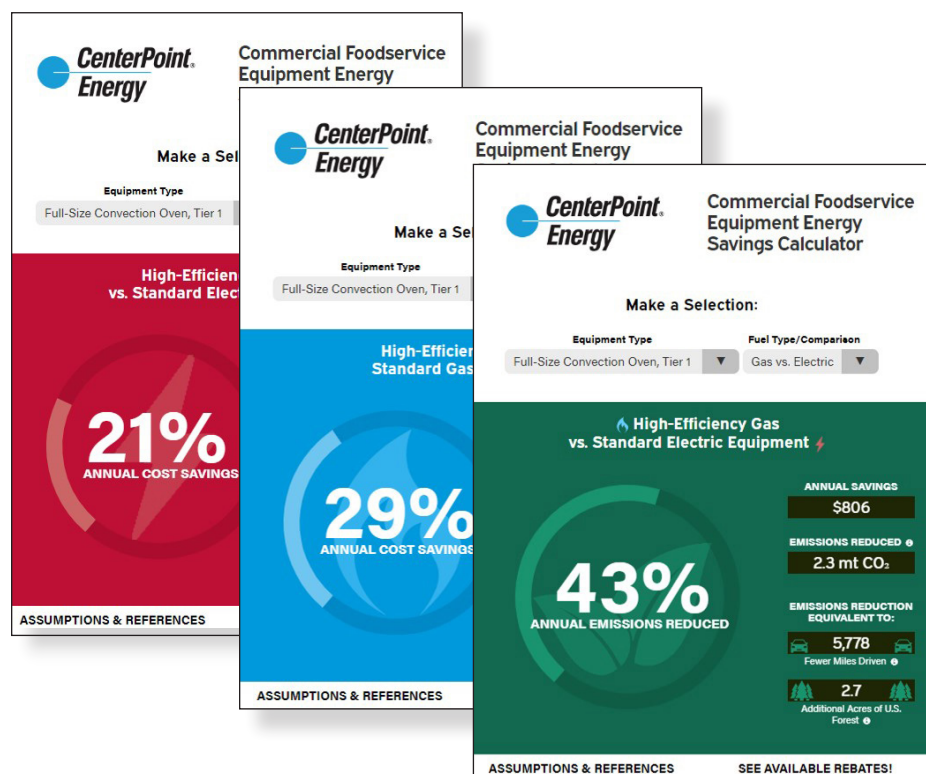 CenterPoint®
Energy
Commercial Foodservice
Equipment Energy
Make a Sel
Equipment Type
Full-Size Convection Oven, Tier 1
High-Efficien
vs. Standard Elec
21%
ANNUAL COST SAVINGS
ASSUMPTIONS & REFERENCES
CenterPoint®
Energy
Commercial Foodservice
Equipment Energy
Make a Se
Equipment Type
Full-Size Convection Oven, Tier 1
High-Efficien
Standard Gas
29%
ANNUAL COST SAVINGS
ASSUMPTIONS & REFERENCES
CenterPoint®
Energy
Commercial Foodservice
Equipment Energy
Savings Calculator
Make a Selection:
Equipment Type
Fuel Type/Comparison
Full-Size Convection Oven, Tier 1 ▼
Gas vs. Electric ▼
High-Efficiency Gas
vs. Standard Electric Equipment
43%
ANNUAL EMISSIONS REDUCED
ANNUAL SAVINGS
$806
EMISSIONS REDUCED
2.3 mt CO₂
EMISSIONS REDUCTION
EQUIVALENT TO:
5,778
Fewer Miles Driven
2.7
Additional Acres of U.S.
Forest
ASSUMPTIONS & REFERENCES
SEE AVAILABLE REBATES!